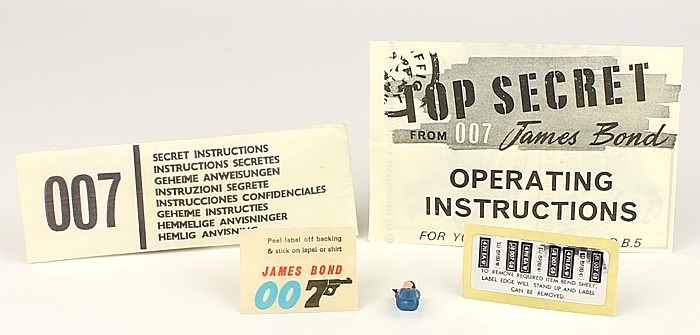 007
SECRET INSTRUCTIONS
INSTRUCTIONS SECRETES
GEHEIME ANWEISUNGEN
INSTRUZIONI SEGRETE
INSTRUCCIONES CONFIDENCIALES
GEHEIME INSTRUCTIES
HEMMELIGE ANVISNINGER
HEMLIG
TOP SECRET
FROM 007 James Bond
OPERATING
INSTRUCTIONS
FOR D.B.5
Peel label off backing
& stick on lapel or shirt
JAMES BOND
007
TO REMOVE REQUIRED ITEM BEND SHEET,
LABEL EDGE WILL STAND UP AND LABEL
CAN BE REMOVED.